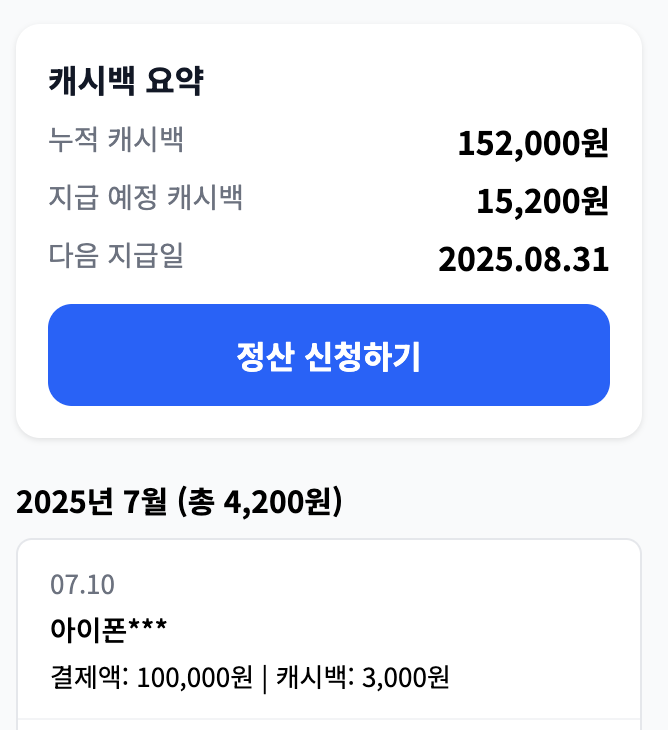 캐시백 요약
누적 캐시백 152,000원
지급 예정 캐시백 15,200원
다음 지급일 2025.08.31
정산 신청하기
2025년 7월 (총 4,200원)
07.10
아이폰***
결제액: 100,000원 | 캐시백: 3,000원